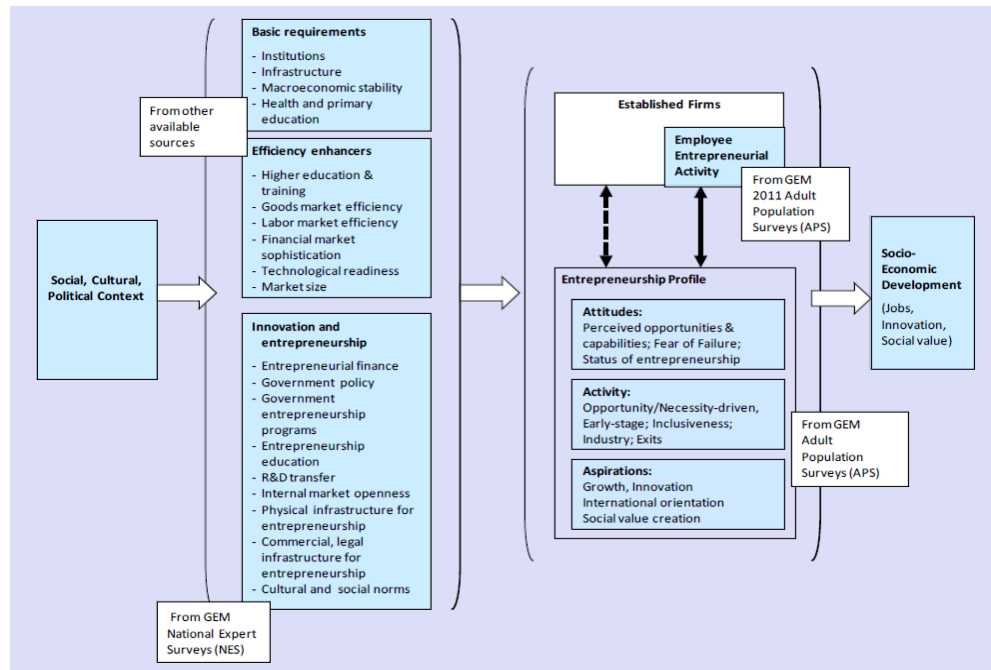 Social, Cultural,
Political Context
Basic requirements
- Institutions
- Infrastructure
- Macroeconomic stability
- Health and primary
education
From other
available
sources
Efficiency enhancers
- Higher education &
training
- Goods market efficiency
- Labor market efficiency
- Financial market
sophistication
- Technological readiness
- Market size
Innovation and
entrepreneurship
- Entrepreneurial finance
- Government policy
- Government
entrepreneurship
programs
- Entrepreneurship
education
- R&D transfer
- Internal market openness
- Physical infrastructure for
entrepreneurship
- Commercial, legal
infrastructure for
entrepreneurship
- Cultural and social norms
From GEM
National Expert
Surveys (NES)
Established Firms
Employee
Entrepreneurial
Activity
From GEM
2011 Adult
Population
Surveys (APS)
Entrepreneurship Profile
Attitudes:
Perceived opportunities &
capabilities; Fear of Failure;
Status of entrepreneurship
Activity:
Opportunity/Necessity-driven,
Early-stage; Inclusiveness;
Industry; Exits
Aspirations:
Growth, Innovation
International orientation
Social value creation
From GEM
Adult
Population
Surveys (APS)
Socio-
Economic
Development
(Jobs,
Innovation,
Social value)